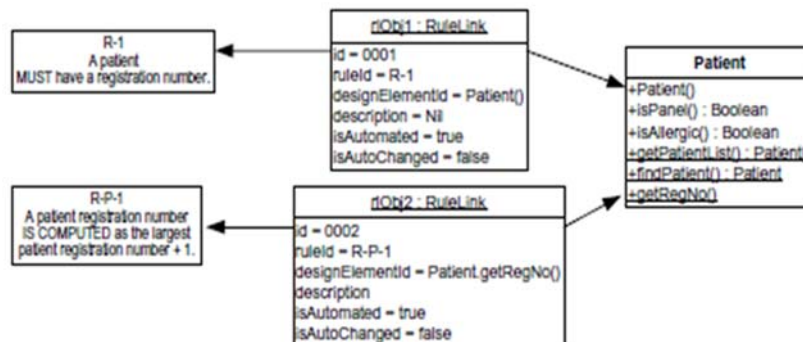 R-1
A patient
MUST have a registration number.
rlObj1 : RuleLink
id = 0001
ruleId = R-1
designElementId = Patient()
description = Nil
isAutomated = true
isAutoChanged = false
Patient
+Patient()
+isPanel() : Boolean
+isAllergic() : Boolean
+getPatientList() : Patient
+findPatient() : Patient
+getRegNo()
R-P-1
A patient registration number
IS COMPUTED as the largest
patient registration number + 1.
rlObj2 : RuleLink
id = 0002
ruleId = R-P-1
designElementId = Patient.getRegNo()
description
isAutomated = true
isAutoChanged = false